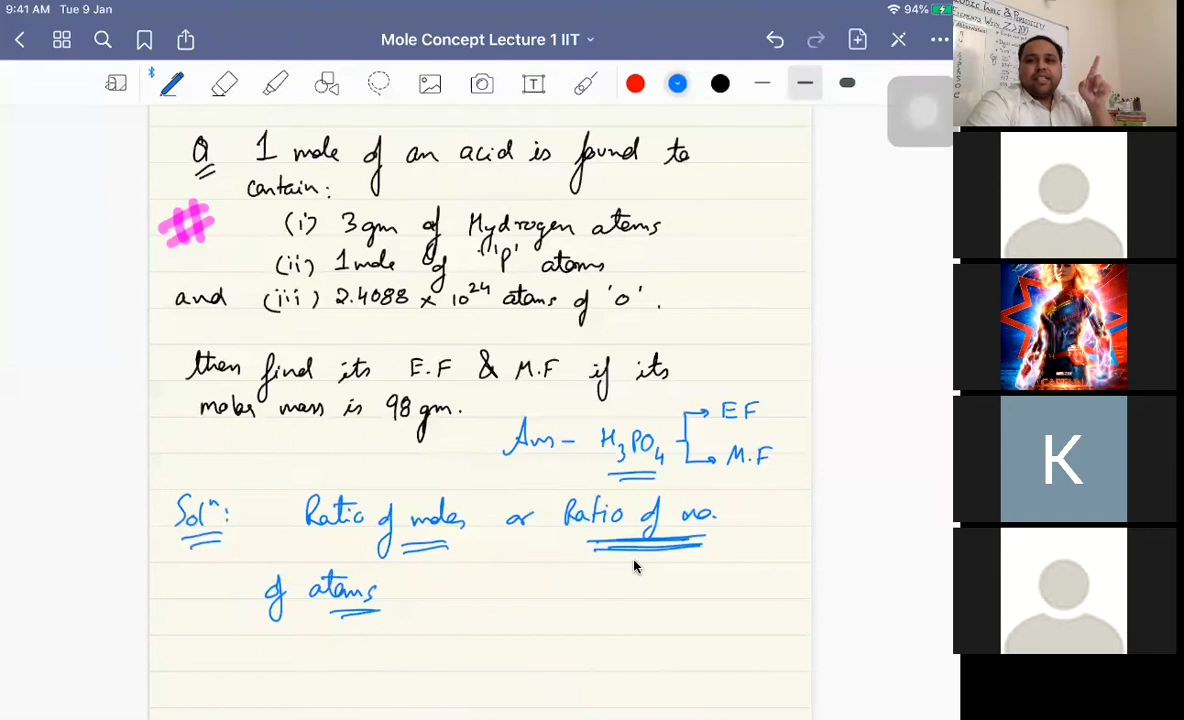 9:41 AM Tue 9 Jan
94%
Mole Concept Lecture 1 IIT
T
Q 1 mole of an acid is found to
contain:
(i) 3gm of Hydrogen atoms
(ii) 1 mole of 'P' atoms
and (iii) 2.4088 × 10^24 atoms of 'O'.
then find its E.F & M.F if its
molar mass is 98 gm.
Ans - H3PO4 → EF
→ M.F
Solⁿ: Ratio of moles or Ratio of no.
of atoms
K